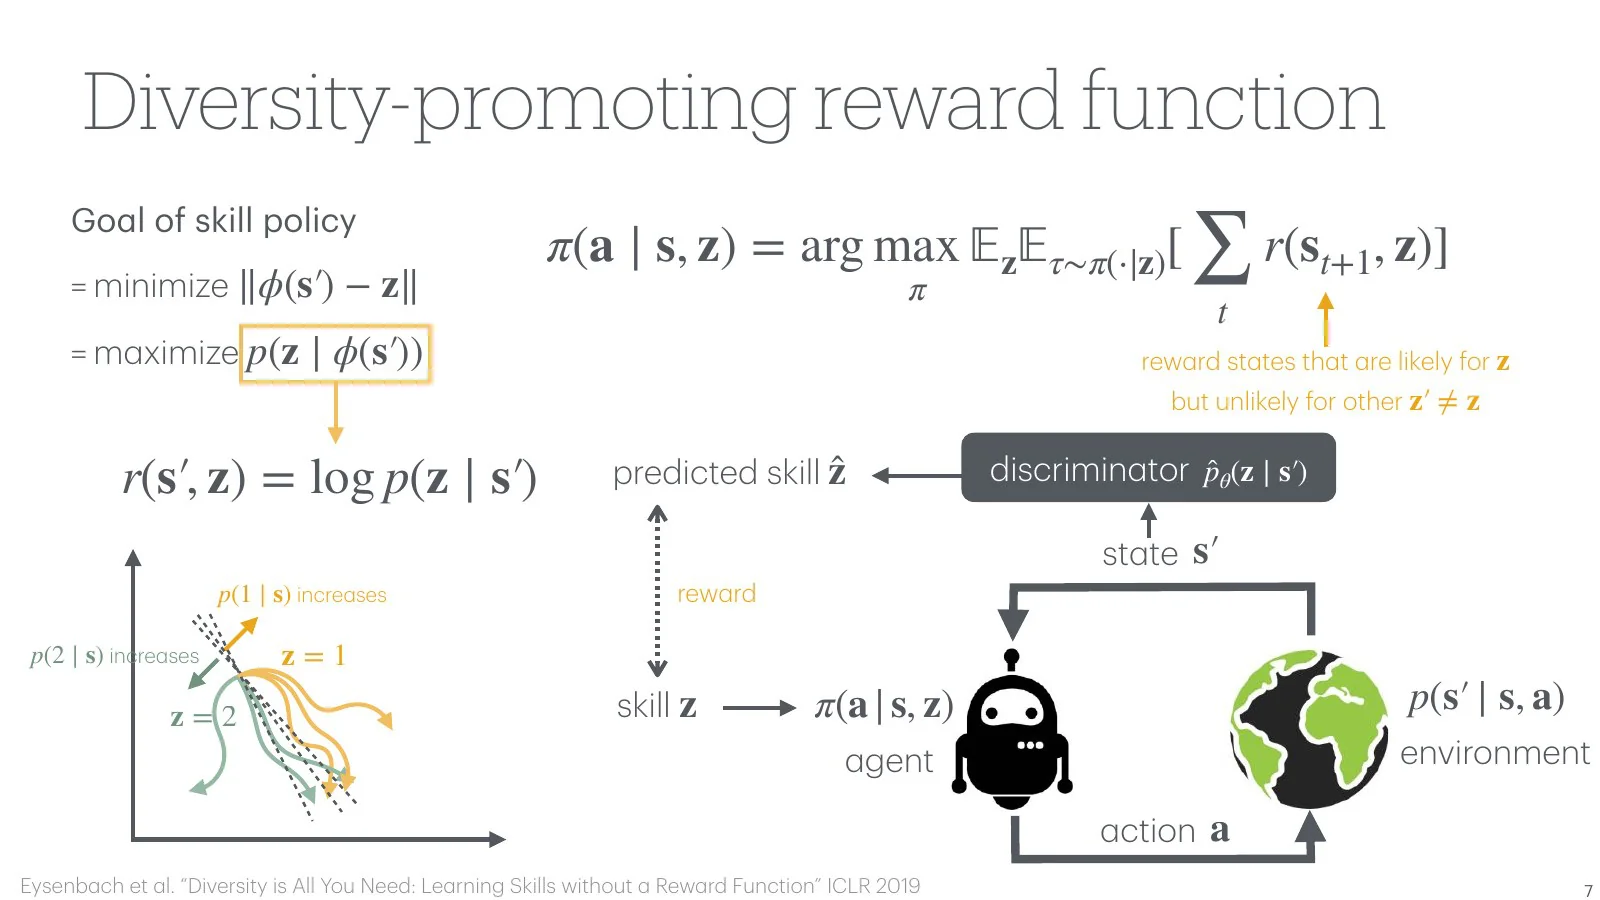 Diversity-promoting reward function
Goal of skill policy
= minimize ‖ϕ(s′) − z‖
= maximize p(z | ϕ(s′))
r(s′, z) = log p(z | s′)
π(a | s, z) = arg max_π 𝔼_z 𝔼_{τ∼π(·|z)}[ ∑_t r(s_{t+1}, z)]
reward states that are likely for z
but unlikely for other z′ ≠ z
predicted skill ẑ
discriminator p̂_θ(z | s′)
state s′
reward
skill z
π(a | s, z)
agent
p(s′ | s, a)
environment
action a
p(1 | s) increases
p(2 | s) increases
z = 1
z = 2
Eysenbach et al. “Diversity is All You Need: Learning Skills without a Reward Function” ICLR 2019
7